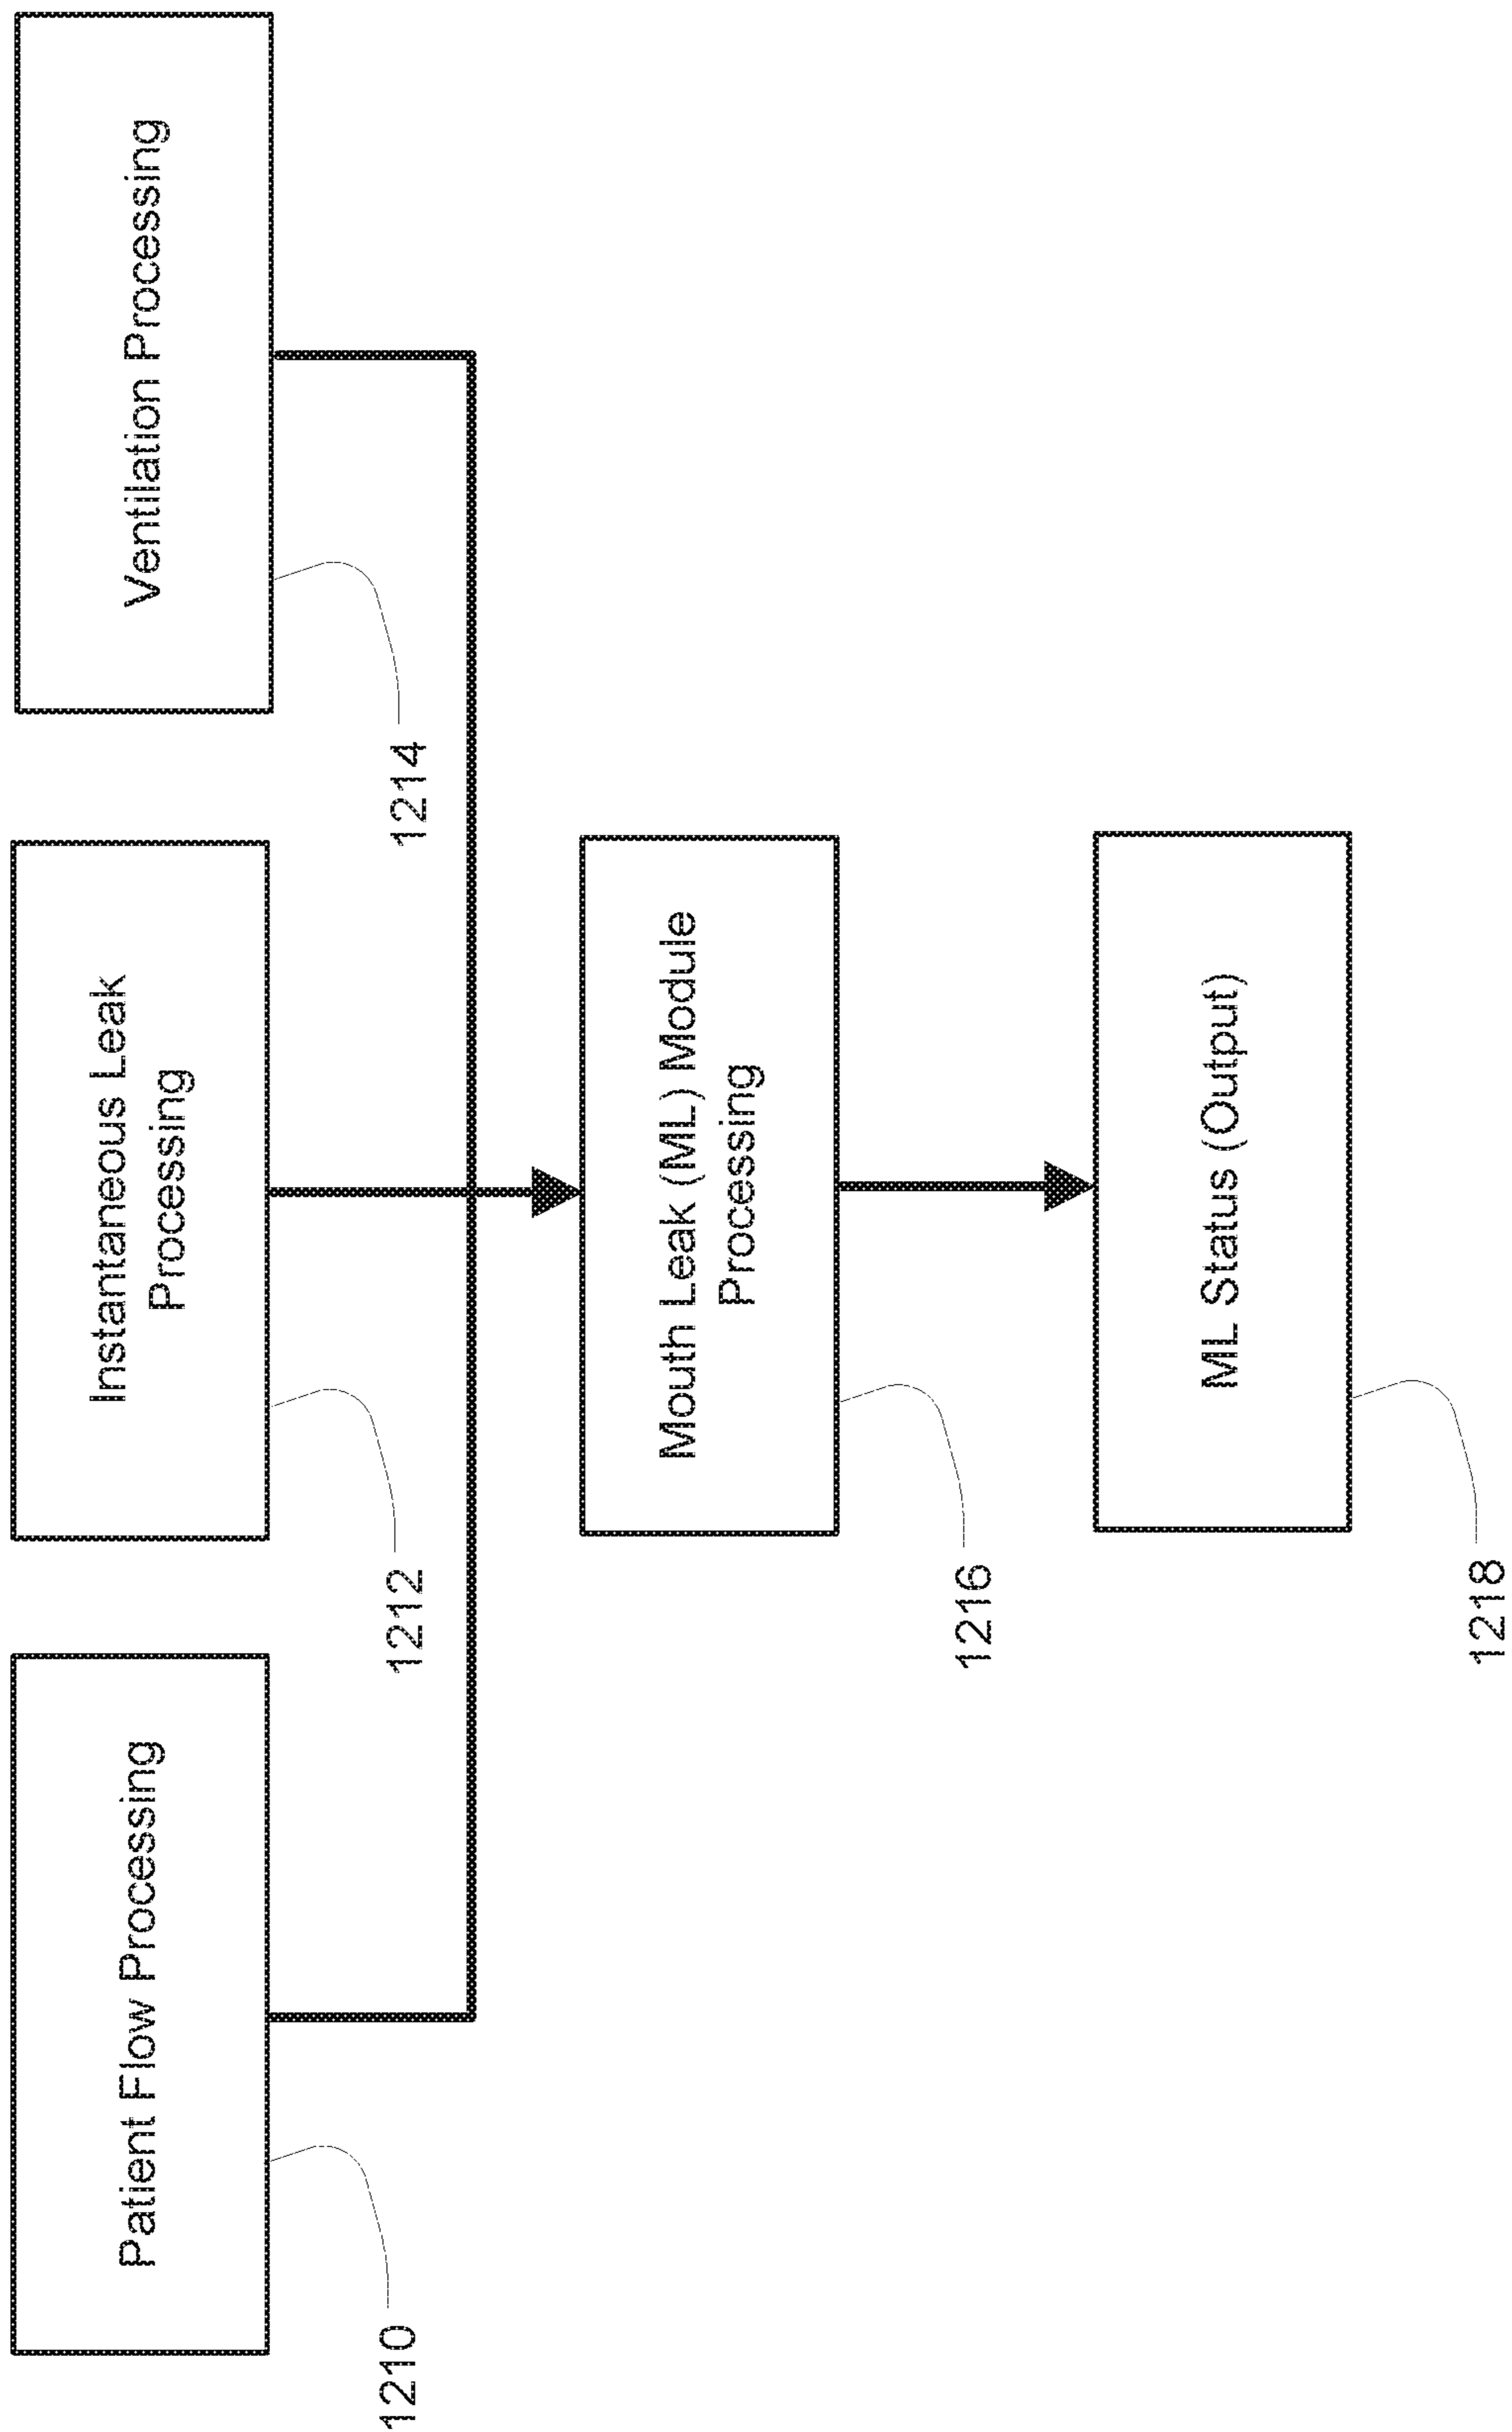 Patient Flow Processing
1210
Instantaneous Leak
Processing
1212
Ventilation Processing
1214
Mouth Leak (ML) Module
Processing
1216
ML Status (Output)
1218